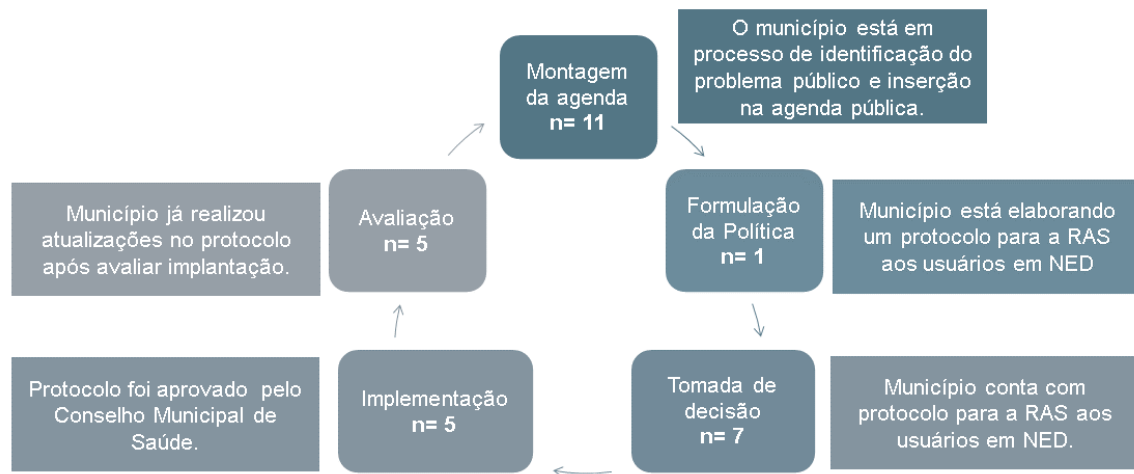 Montagem
da agenda
n= 11
O município está em
processo de identificação do
problema público e inserção
na agenda pública.
Formulação
da Política
n= 1
Município está elaborando
um protocolo para a RAS
aos usuários em NED
Tomada de
decisão
n= 7
Município conta com
protocolo para a RAS aos
usuários em NED.
Implementação
n= 5
Protocolo foi aprovado pelo
Conselho Municipal de
Saúde.
Avaliação
n= 5
Município já realizou
atualizações no protocolo
após avaliar implantação.